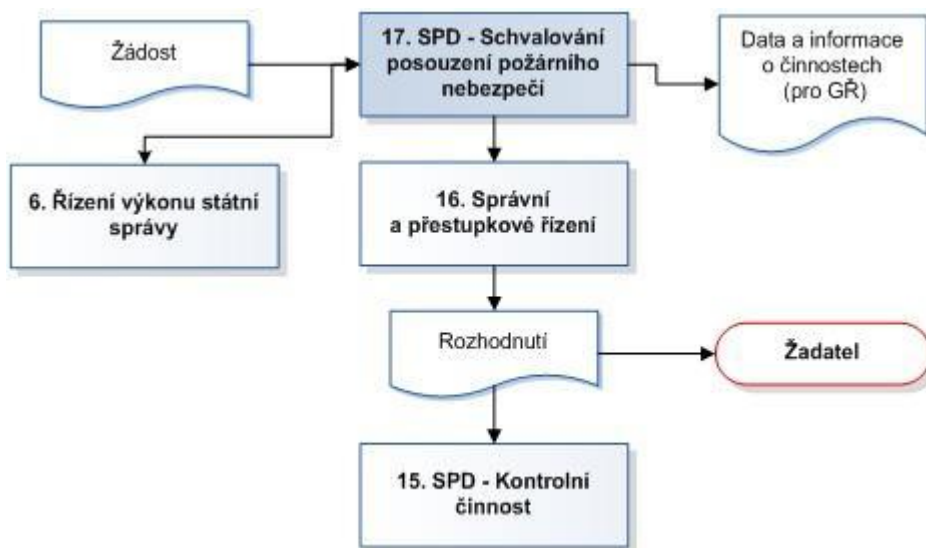 Žádost
17. SPD - Schvalování
posouzení požárního
nebezpečí
Data a informace
o činnostech
(pro GŘ)
6. Řízení výkonu státní
správy
16. Správní
a přestupkové řízení
Rozhodnutí
Žadatel
15. SPD - Kontrolní
činnost